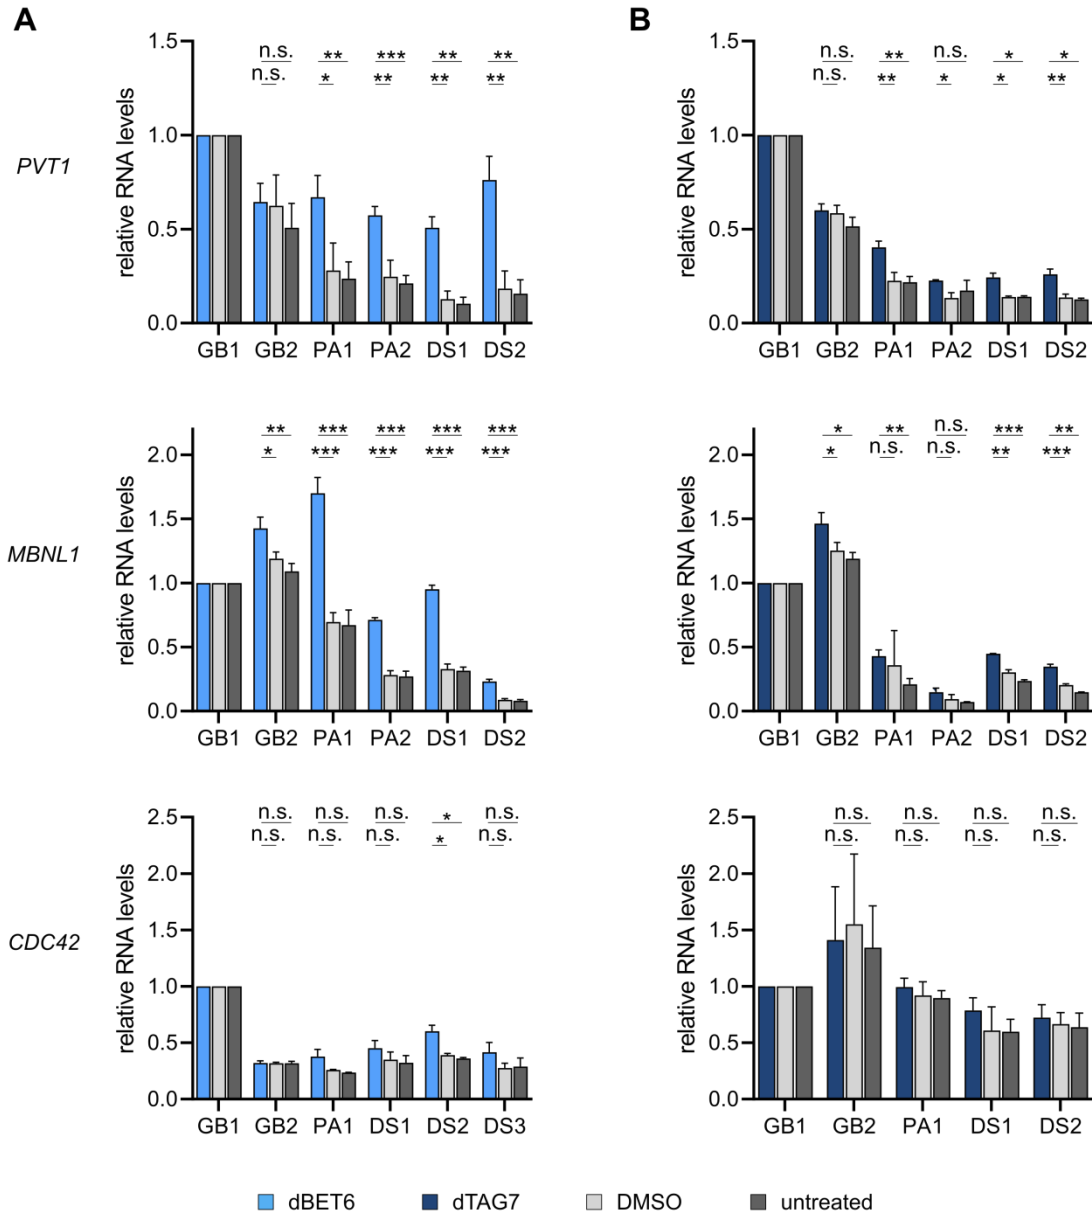 A
B
PVT1
relative RNA levels
1.5
1.0
0.5
0.0
n.s. ** *** ** **
n.s. * ** ** **
GB1 GB2 PA1 PA2 DS1 DS2
relative RNA levels
1.5
1.0
0.5
0.0
n.s. ** n.s. * *
n.s. ** * * **
GB1 GB2 PA1 PA2 DS1 DS2
MBNL1
relative RNA levels
2.0
1.5
1.0
0.5
0.0
** *** *** *** ***
* *** *** *** ***
GB1 GB2 PA1 PA2 DS1 DS2
relative RNA levels
2.0
1.5
1.0
0.5
0.0
* ** n.s. *** **
* n.s. n.s. ** ***
GB1 GB2 PA1 PA2 DS1 DS2
CDC42
relative RNA levels
2.5
2.0
1.5
1.0
0.5
0.0
n.s. n.s. n.s. * n.s.
n.s. n.s. n.s. * n.s.
GB1 GB2 PA1 DS1 DS2 DS3
relative RNA levels
2.5
2.0
1.5
1.0
0.5
0.0
n.s. n.s. n.s. n.s.
n.s. n.s. n.s. n.s.
GB1 GB2 PA1 DS1 DS2
dBET6 dTAG7 DMSO untreated